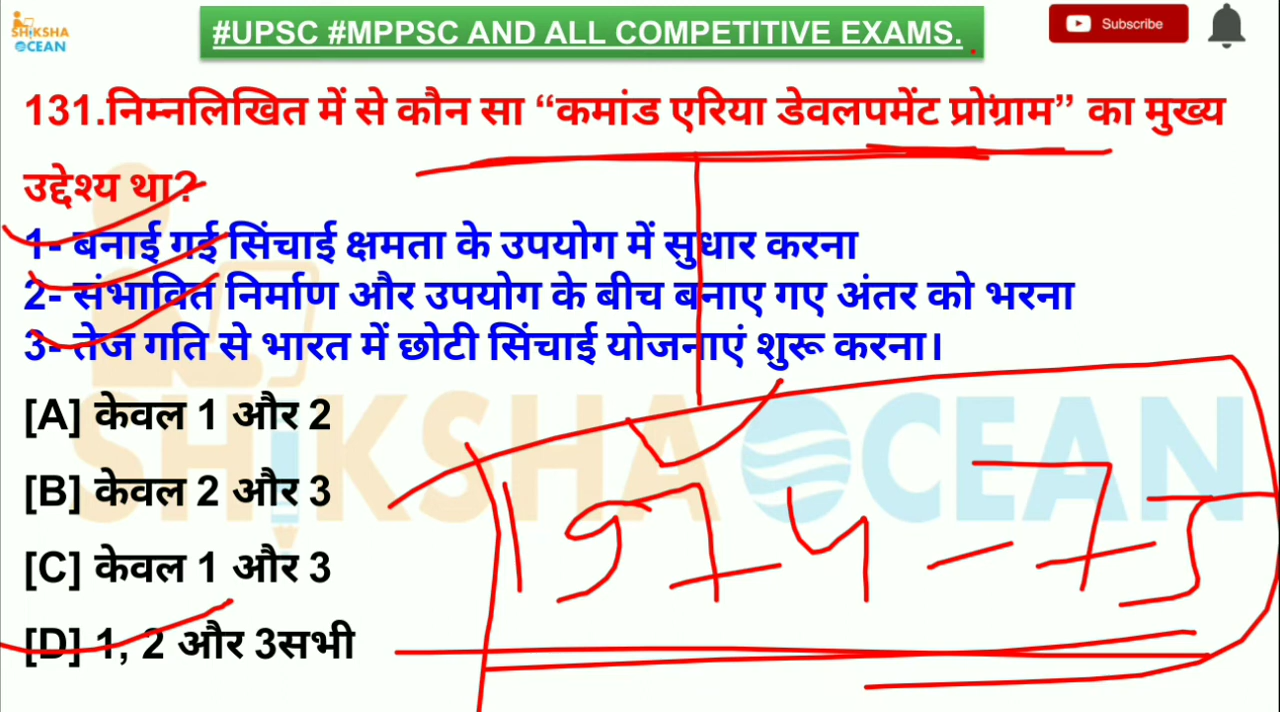 SHIKSHA
OCEAN
#UPSC #MPPSC AND ALL COMPETITIVE EXAMS.
Subscribe
131.निम्नलिखित में से कौन सा “कमांड एरिया डेवलपमेंट प्रोग्राम” का मुख्य
उद्देश्य था?
1- बनाई गई सिंचाई क्षमता के उपयोग में सुधार करना
2- संभावित निर्माण और उपयोग के बीच बनाए गए अंतर को भरना
3- तेज गति से भारत में छोटी सिंचाई योजनाएं शुरू करना।
[A] केवल 1 और 2
[B] केवल 2 और 3
[C] केवल 1 और 3
[D] 1, 2 और 3सभी
SHIKSHA OCEAN
1974-75